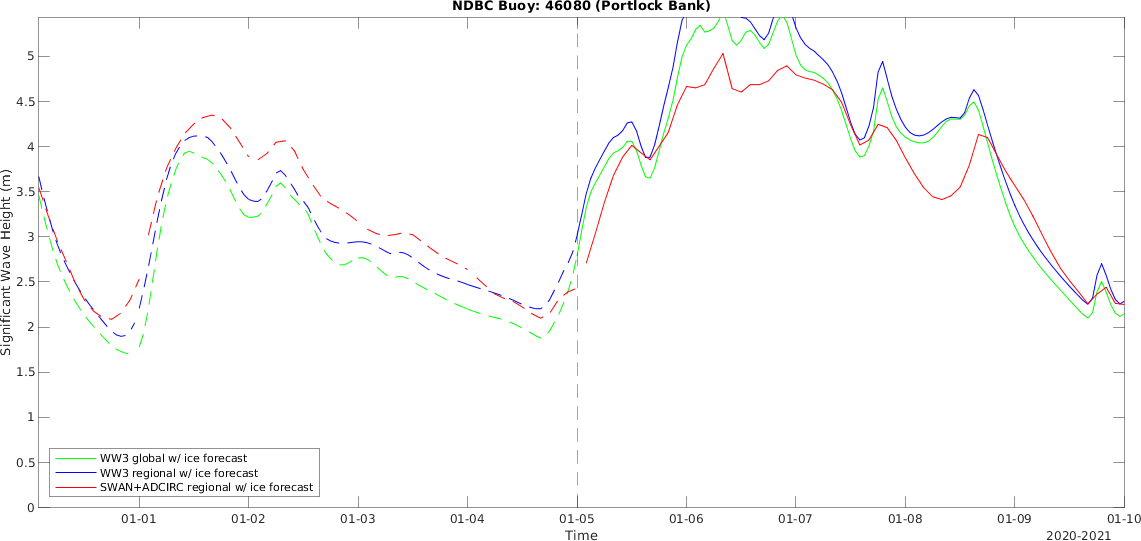 NDBC Buoy: 46080 (Portlock Bank)
5
4.5
4
3.5
3
2.5
2
1.5
1
0.5
0
Significant Wave Height (m)
WW3 global w/ ice forecast
WW3 regional w/ ice forecast
SWAN+ADCIRC regional w/ ice forecast
01-01 01-02 01-03 01-04 01-05 01-06 01-07 01-08 01-09 01-10
Time
2020-2021